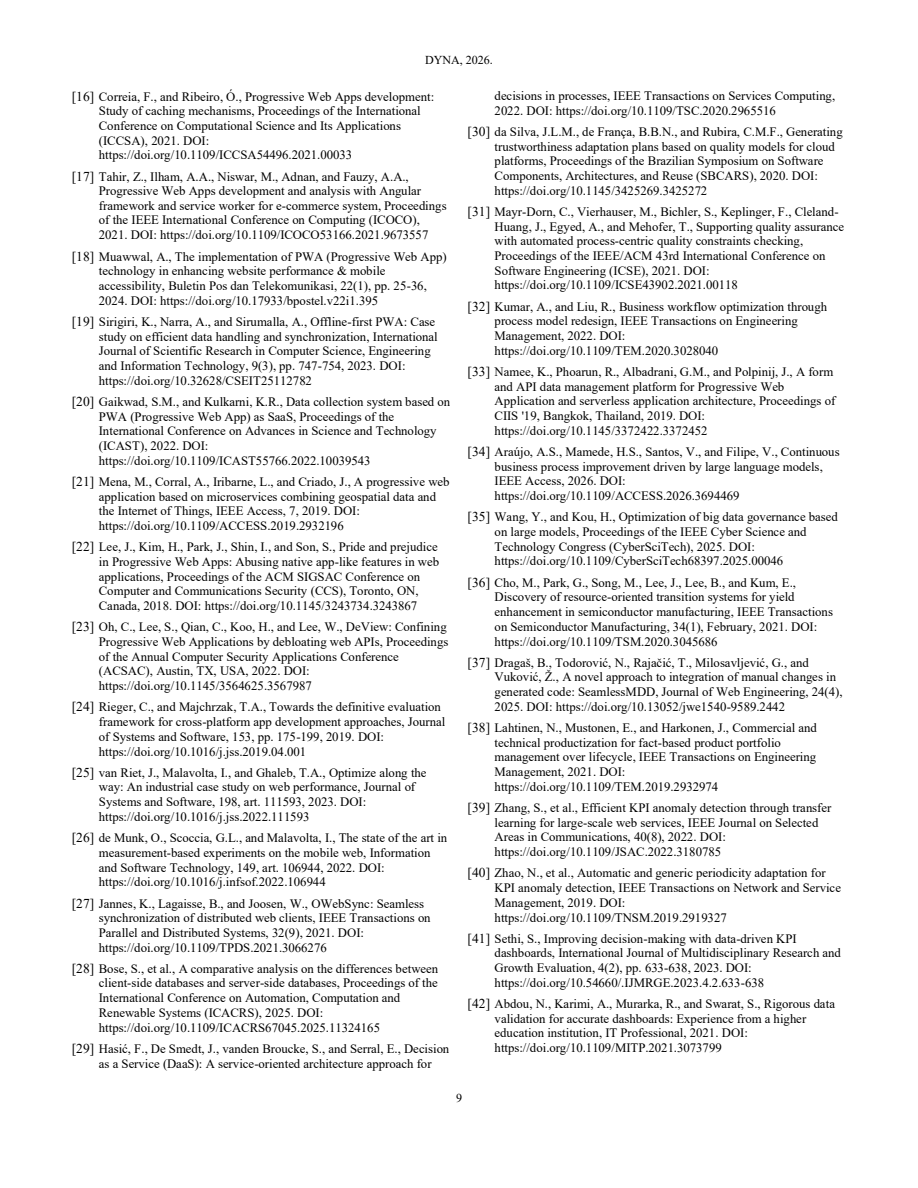 DYNA, 2026.
[16] Correia, F., and Ribeiro, Ó., Progressive Web Apps development:
Study of caching mechanisms, Proceedings of the International
Conference on Computational Science and Its Applications
(ICCSA), 2021. DOI:
https://doi.org/10.1109/ICCSA54496.2021.00033
[17] Tahir, Z., Ilham, A.A., Niswar, M., Adnan, and Fauzy, A.A.,
Progressive Web Apps development and analysis with Angular
framework and service worker for e-commerce system, Proceedings
of the IEEE International Conference on Computing (ICOCO),
2021. DOI: https://doi.org/10.1109/ICOCO53166.2021.9673557
[18] Muawwal, A., The implementation of PWA (Progressive Web App)
technology in enhancing website performance & mobile
accessibility, Buletin Pos dan Telekomunikasi, 22(1), pp. 25-36,
2024. DOI: https://doi.org/10.17933/bpostel.v22i1.395
[19] Sirigiri, K., Narra, A., and Sirumalla, A., Offline-first PWA: Case
study on efficient data handling and synchronization, International
Journal of Scientific Research in Computer Science, Engineering
and Information Technology, 9(3), pp. 747-754, 2023. DOI:
https://doi.org/10.32628/CSEIT25112782
[20] Gaikwad, S.M., and Kulkarni, K.R., Data collection system based on
PWA (Progressive Web App) as SaaS, Proceedings of the
International Conference on Advances in Science and Technology
(ICAST), 2022. DOI:
https://doi.org/10.1109/ICAST55766.2022.10039543
[21] Mena, M., Corral, A., Iribarne, L., and Criado, J., A progressive web
application based on microservices combining geospatial data and
the Internet of Things, IEEE Access, 7, 2019. DOI:
https://doi.org/10.1109/ACCESS.2019.2932196
[22] Lee, J., Kim, H., Park, J., Shin, I., and Son, S., Pride and prejudice
in Progressive Web Apps: Abusing native app-like features in web
applications, Proceedings of the ACM SIGSAC Conference on
Computer and Communications Security (CCS), Toronto, ON,
Canada, 2018. DOI: https://doi.org/10.1145/3243734.3243867
[23] Oh, C., Lee, S., Qian, C., Koo, H., and Lee, W., DeView: Confining
Progressive Web Applications by debloating web APIs, Proceedings
of the Annual Computer Security Applications Conference
(ACSAC), Austin, TX, USA, 2022. DOI:
https://doi.org/10.1145/3564625.3567987
[24] Rieger, C., and Majchrzak, T.A., Towards the definitive evaluation
framework for cross-platform app development approaches, Journal
of Systems and Software, 153, pp. 175-199, 2019. DOI:
https://doi.org/10.1016/j.jss.2019.04.001
[25] van Riet, J., Malavolta, I., and Ghaleb, T.A., Optimize along the
way: An industrial case study on web performance, Journal of
Systems and Software, 198, art. 111593, 2023. DOI:
https://doi.org/10.1016/j.jss.2022.111593
[26] de Munk, O., Scoccia, G.L., and Malavolta, I., The state of the art in
measurement-based experiments on the mobile web, Information
and Software Technology, 149, art. 106944, 2022. DOI:
https://doi.org/10.1016/j.infsof.2022.106944
[27] Jannes, K., Lagaisse, B., and Joosen, W., OWebSync: Seamless
synchronization of distributed web clients, IEEE Transactions on
Parallel and Distributed Systems, 32(9), 2021. DOI:
https://doi.org/10.1109/TPDS.2021.3066276
[28] Bose, S., et al., A comparative analysis on the differences between
client-side databases and server-side databases, Proceedings of the
International Conference on Automation, Computation and
Renewable Systems (ICACRS), 2025. DOI:
https://doi.org/10.1109/ICACRS67045.2025.11324165
[29] Hasić, F., De Smedt, J., vanden Broucke, S., and Serral, E., Decision
as a Service (DaaS): A service-oriented architecture approach for
decisions in processes, IEEE Transactions on Services Computing,
2022. DOI: https://doi.org/10.1109/TSC.2020.2965516
[30] da Silva, J.L.M., de França, B.B.N., and Rubira, C.M.F., Generating
trustworthiness adaptation plans based on quality models for cloud
platforms, Proceedings of the Brazilian Symposium on Software
Components, Architectures, and Reuse (SBCARS), 2020. DOI:
https://doi.org/10.1145/3425269.3425272
[31] Mayr-Dorn, C., Vierhauser, M., Bichler, S., Keplinger, F., Cleland-
Huang, J., Egyed, A., and Mehofer, T., Supporting quality assurance
with automated process-centric quality constraints checking,
Proceedings of the IEEE/ACM 43rd International Conference on
Software Engineering (ICSE), 2021. DOI:
https://doi.org/10.1109/ICSE43902.2021.00118
[32] Kumar, A., and Liu, R., Business workflow optimization through
process model redesign, IEEE Transactions on Engineering
Management, 2022. DOI:
https://doi.org/10.1109/TEM.2020.3028040
[33] Namee, K., Phoarun, R., Albadrani, G.M., and Polpinij, J., A form
and API data management platform for Progressive Web
Application and serverless application architecture, Proceedings of
CIIS '19, Bangkok, Thailand, 2019. DOI:
https://doi.org/10.1145/3372422.3372452
[34] Araújo, A.S., Mamede, H.S., Santos, V., and Filipe, V., Continuous
business process improvement driven by large language models,
IEEE Access, 2026. DOI:
https://doi.org/10.1109/ACCESS.2026.3694469
[35] Wang, Y., and Kou, H., Optimization of big data governance based
on large models, Proceedings of the IEEE Cyber Science and
Technology Congress (CyberSciTech), 2025. DOI:
https://doi.org/10.1109/CyberSciTech68397.2025.00046
[36] Cho, M., Park, G., Song, M., Lee, J., Lee, B., and Kum, E.,
Discovery of resource-oriented transition systems for yield
enhancement in semiconductor manufacturing, IEEE Transactions
on Semiconductor Manufacturing, 34(1), February, 2021. DOI:
https://doi.org/10.1109/TSM.2020.3045686
[37] Dragaš, B., Todorović, N., Rajačić, T., Milosavljević, G., and
Vuković, Ž., A novel approach to integration of manual changes in
generated code: SeamlessMDD, Journal of Web Engineering, 24(4),
2025. DOI: https://doi.org/10.13052/jwe1540-9589.2442
[38] Lahtinen, N., Mustonen, E., and Harkonen, J., Commercial and
technical productization for fact-based product portfolio
management over lifecycle, IEEE Transactions on Engineering
Management, 2021. DOI:
https://doi.org/10.1109/TEM.2019.2932974
[39] Zhang, S., et al., Efficient KPI anomaly detection through transfer
learning for large-scale web services, IEEE Journal on Selected
Areas in Communications, 40(8), 2022. DOI:
https://doi.org/10.1109/JSAC.2022.3180785
[40] Zhao, N., et al., Automatic and generic periodicity adaptation for
KPI anomaly detection, IEEE Transactions on Network and Service
Management, 2019. DOI:
https://doi.org/10.1109/TNSM.2019.2919327
[41] Sethi, S., Improving decision-making with data-driven KPI
dashboards, International Journal of Multidisciplinary Research and
Growth Evaluation, 4(2), pp. 633-638, 2023. DOI:
https://doi.org/10.54660/.IJMRGE.2023.4.2.633-638
[42] Abdou, N., Karimi, A., Murarka, R., and Swarat, S., Rigorous data
validation for accurate dashboards: Experience from a higher
education institution, IT Professional, 2021. DOI:
https://doi.org/10.1109/MITP.2021.3073799
9